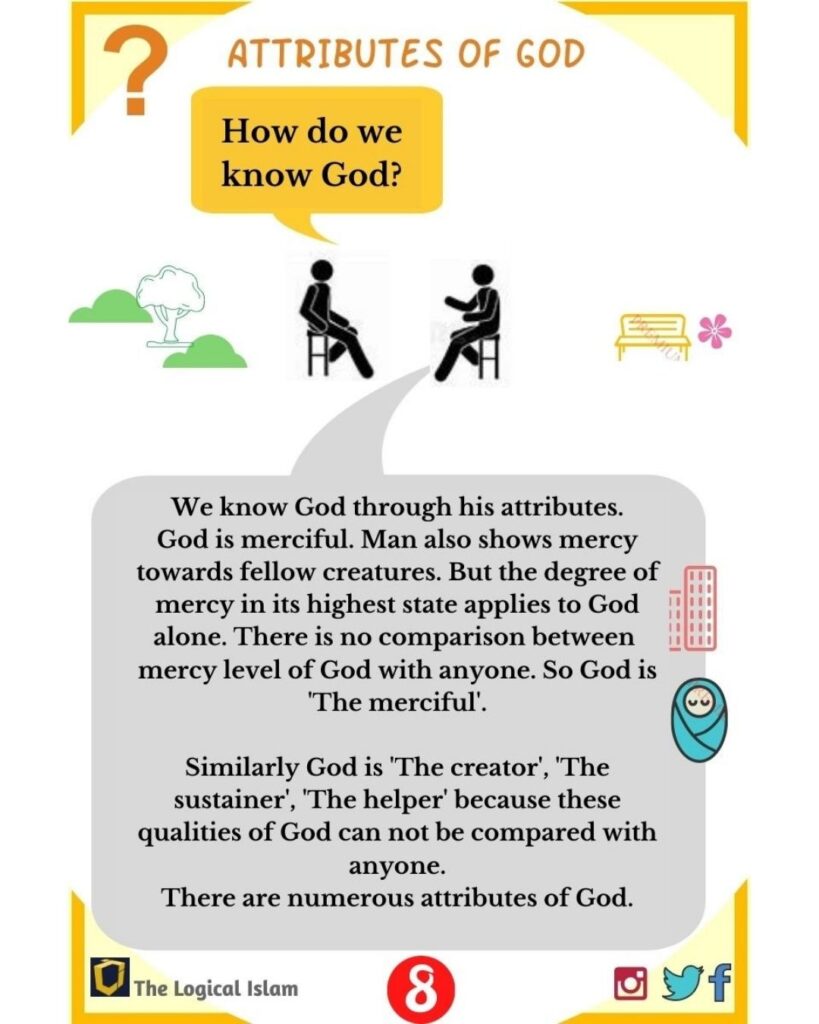 ?
ATTRIBUTES OF GOD
How do we
know God?
PREMIUM
We know God through his attributes.
God is merciful. Man also shows mercy
towards fellow creatures. But the degree of
mercy in its highest state applies to God
alone. There is no comparison between
mercy level of God with anyone. So God is
'The merciful'.
Similarly God is 'The creator', 'The
sustainer', 'The helper' because these
qualities of God can not be compared with
anyone.
There are numerous attributes of God.
The Logical Islam
8